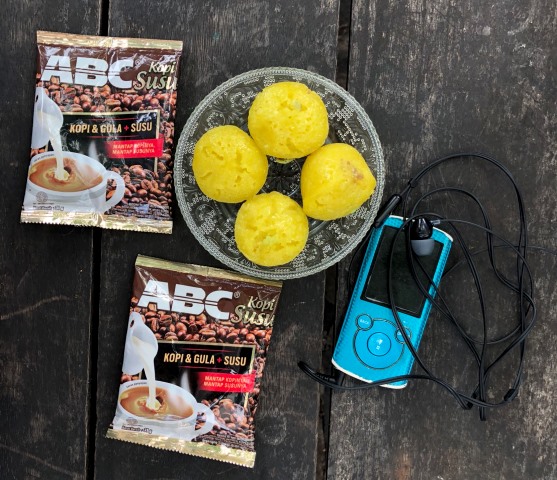 ABC
Kopi
Susu
KOPI & GULA + SUSU
MANTAP KOPINYA,
MANTAP SUSUNYA
ABC
Kopi
Susu
KOPI & GULA + SUSU
MANTAP KOPINYA,
MANTAP SUSUNYA